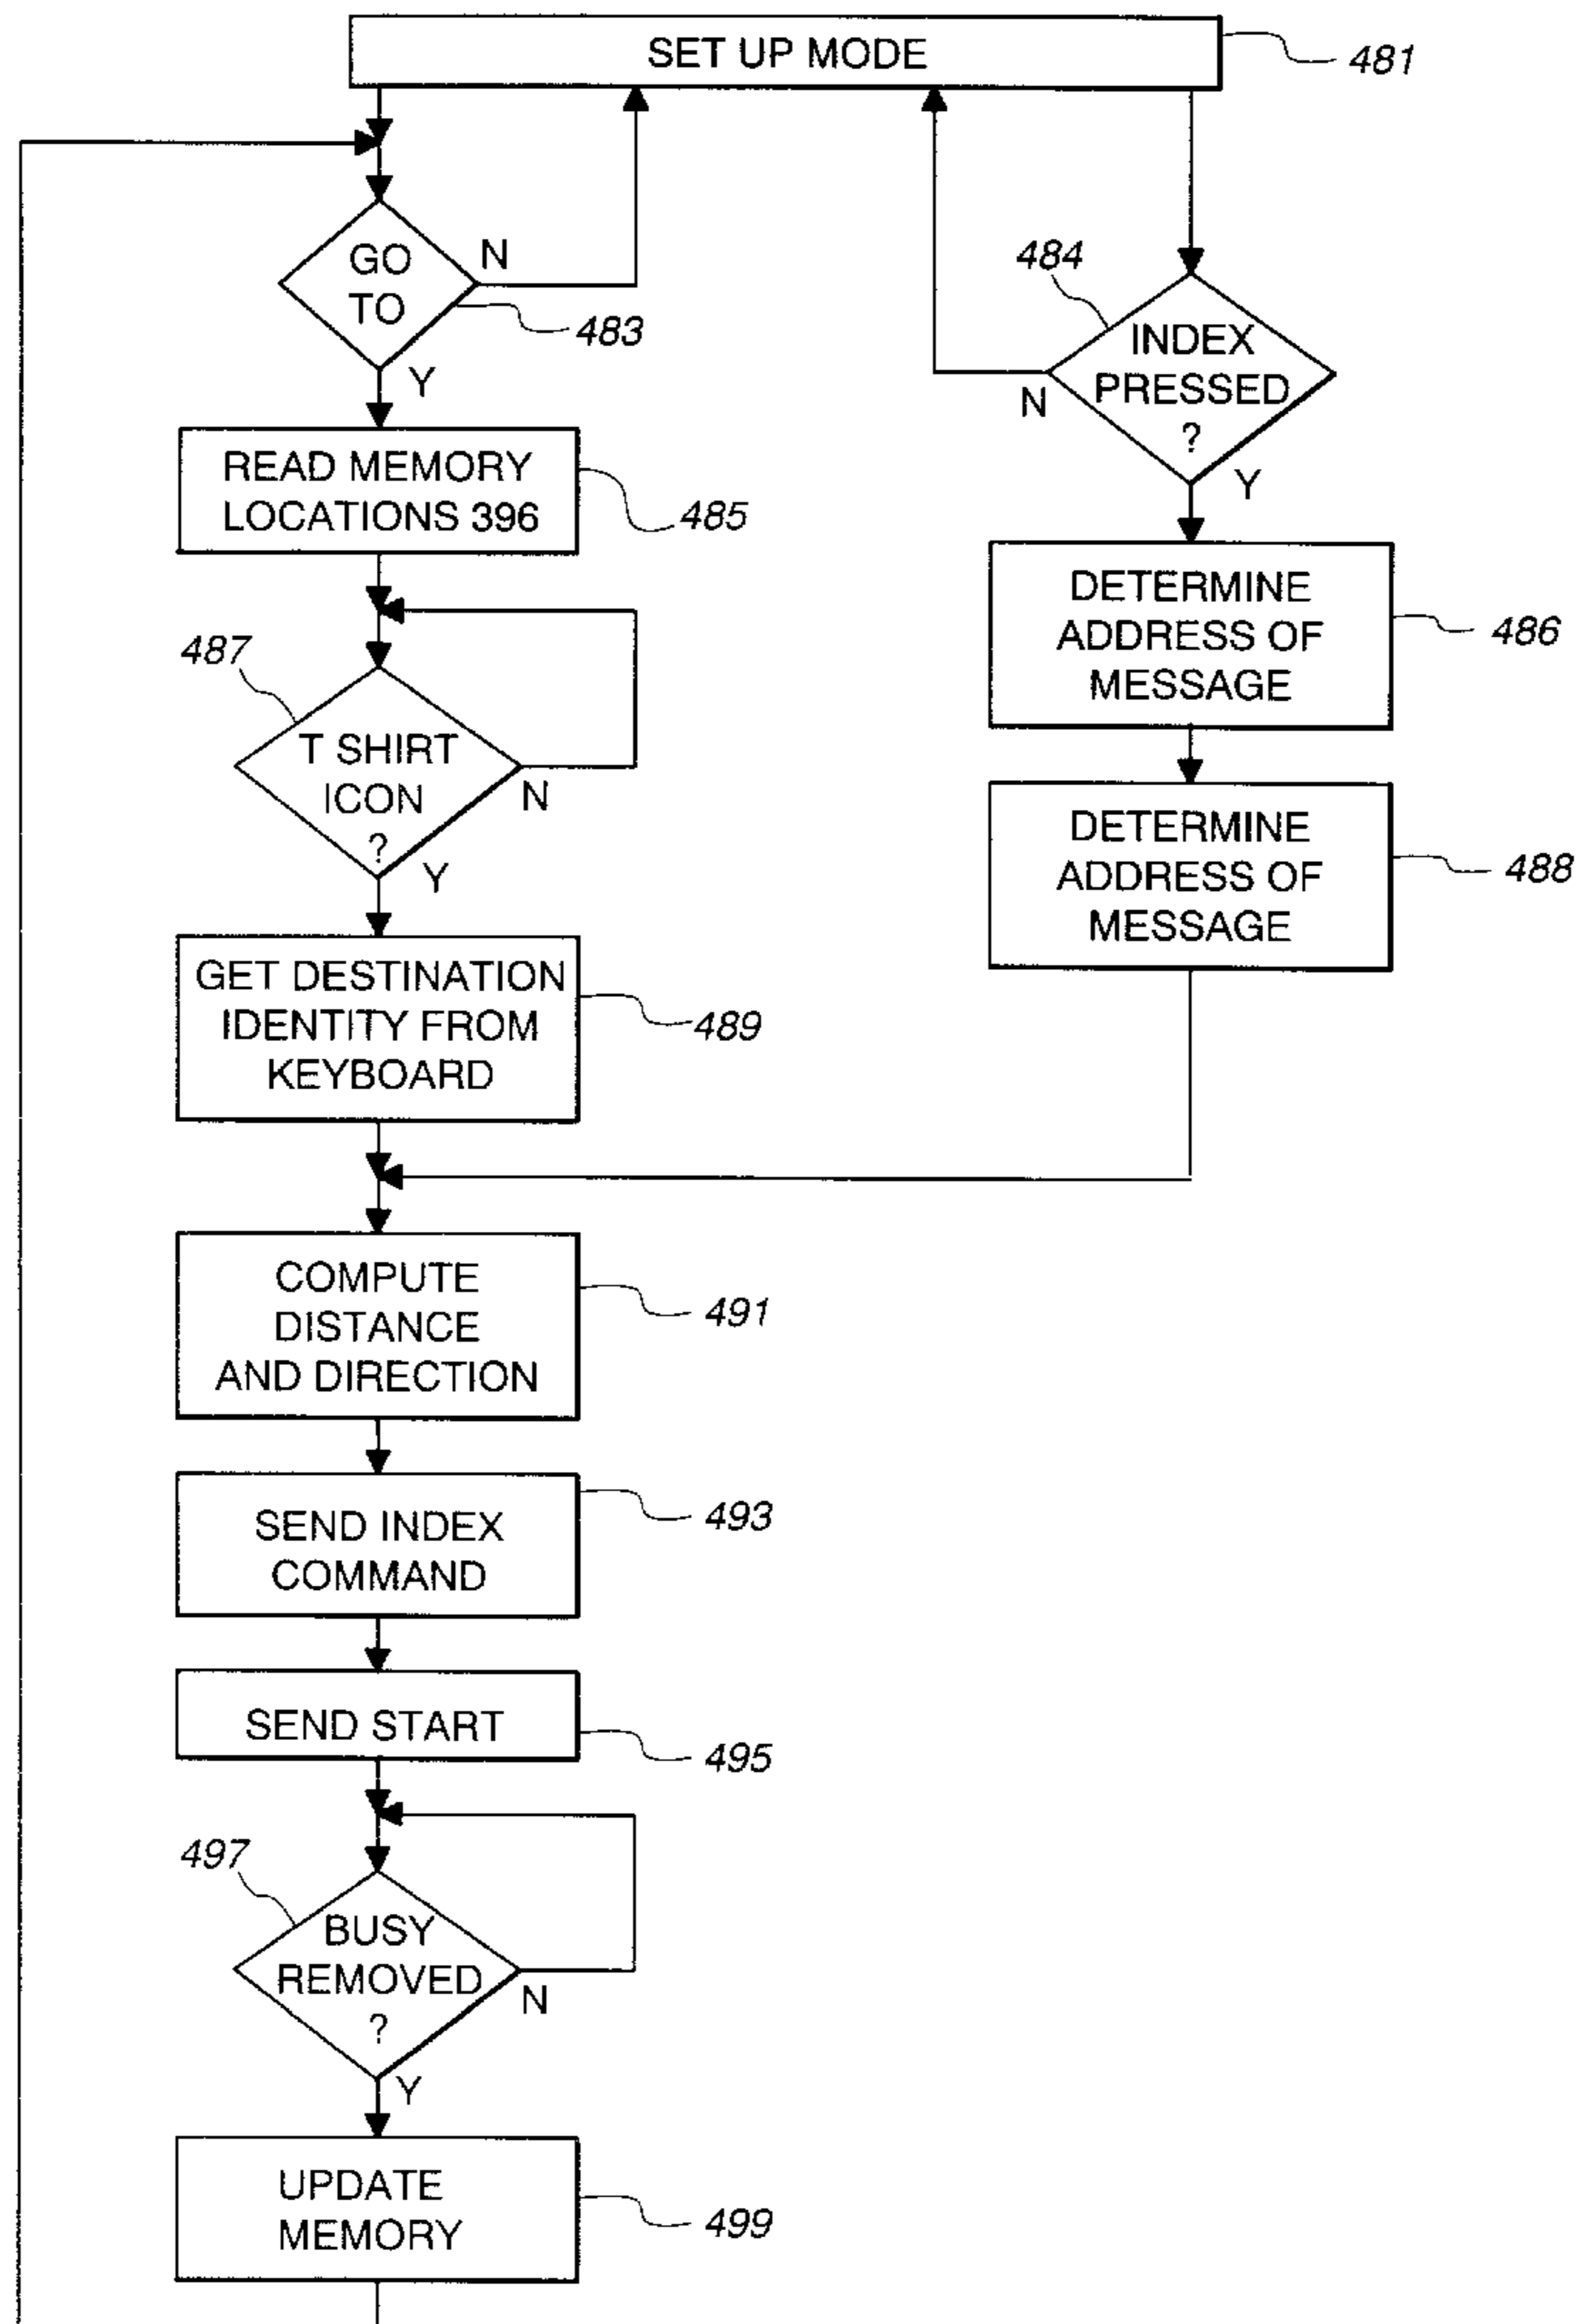 SET UP MODE
481
GO
TO
N
483
Y
484
INDEX
PRESSED
?
N
Y
READ MEMORY
LOCATIONS 396
485
DETERMINE
ADDRESS OF
MESSAGE
486
487
T SHIRT
ICON
?
N
Y
DETERMINE
ADDRESS OF
MESSAGE
488
GET DESTINATION
IDENTITY FROM
KEYBOARD
489
COMPUTE
DISTANCE
AND DIRECTION
491
SEND INDEX
COMMAND
493
SEND START
495
497
BUSY
REMOVED
?
N
Y
UPDATE
MEMORY
499